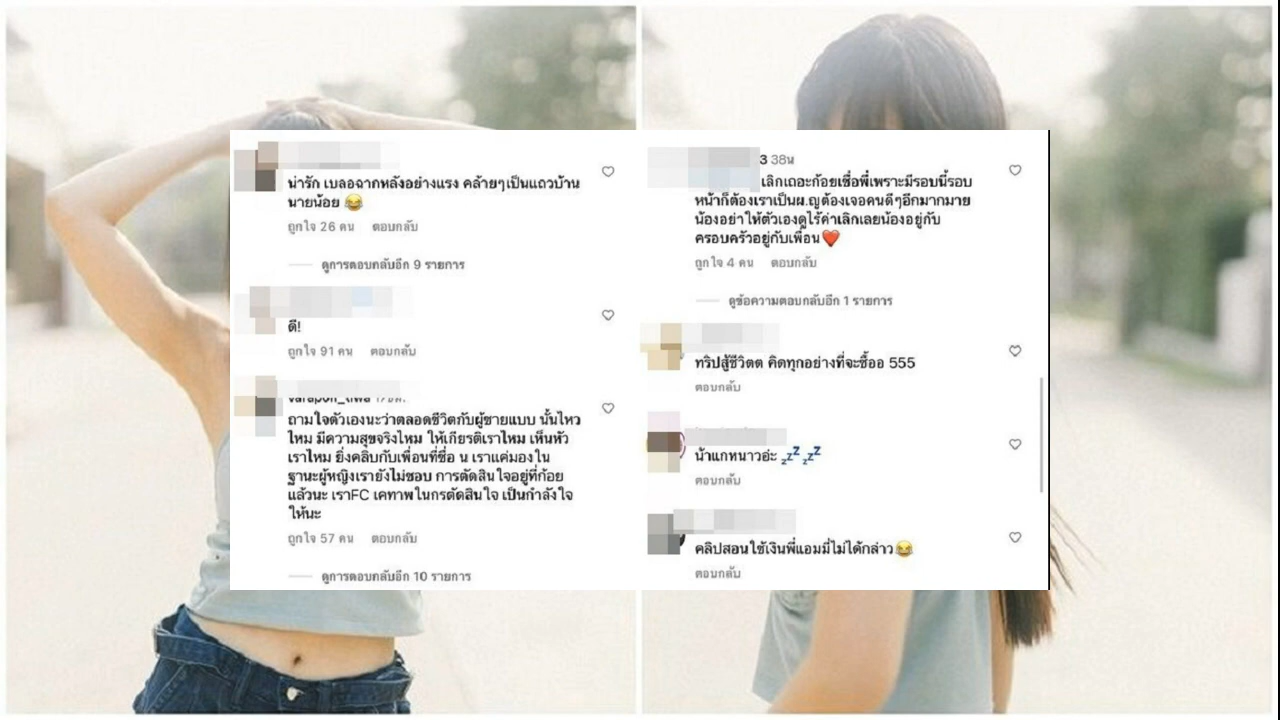 น่ารัก เบลอฉากหลังอย่างแรง คล้ายๆเป็นแถวบ้าน
นายน้อย 😂
ถูกใจ 26 คน ตอบกลับ
ดูการตอบกลับอีก 9 รายการ
ดี!
ถูกใจ 91 คน ตอบกลับ
ถามใจตัวเองนะว่าตลอดชีวิตกับผู้ชายแบบ นั้นไหว
ไหม มีความสุขจริงไหม ให้เกียรติเราไหม เห็นหัว
เราไหม ยิ่งคลิบกับเพื่อนที่ชื่อ น เราแค่มองใน
ฐานะผู้หญิงเรายังไม่ชอบ การตัดสินใจอยู่ที่ก้อย
แล้วนะ เราFC เคทาพในกรตัดสินใจ เป็นกำลังใจ
ให้นะ
ถูกใจ 57 คน ตอบกลับ
ดูการตอบกลับอีก 10 รายการ
3 38น
เลิกเถอะก้อยเชื่อพี่เพราะมีรอบนี้รอบ
หน้าก็ต้องเราเป็นผ.ญต้องเจอคนดีๆอีกมากมาย
น้องอย่าให้ตัวเองดูไร้ค่าเลิกเลยน้องอยู่กับ
ครอบครัวอยู่กับเพื่อน❤️
ถูกใจ 4 คน ตอบกลับ
ดูข้อความตอบกลับอีก 1 รายการ
ทริปสู้ชีวิตต คิดทุกอย่างที่จะซื้ออ 555
ตอบกลับ
น้ำแกหนาวอ่ะ 💤💤
ตอบกลับ
คลิปสอนใช้เงินพี่แอมมี่ไม่ได้กล่าว😂
ตอบกลับ